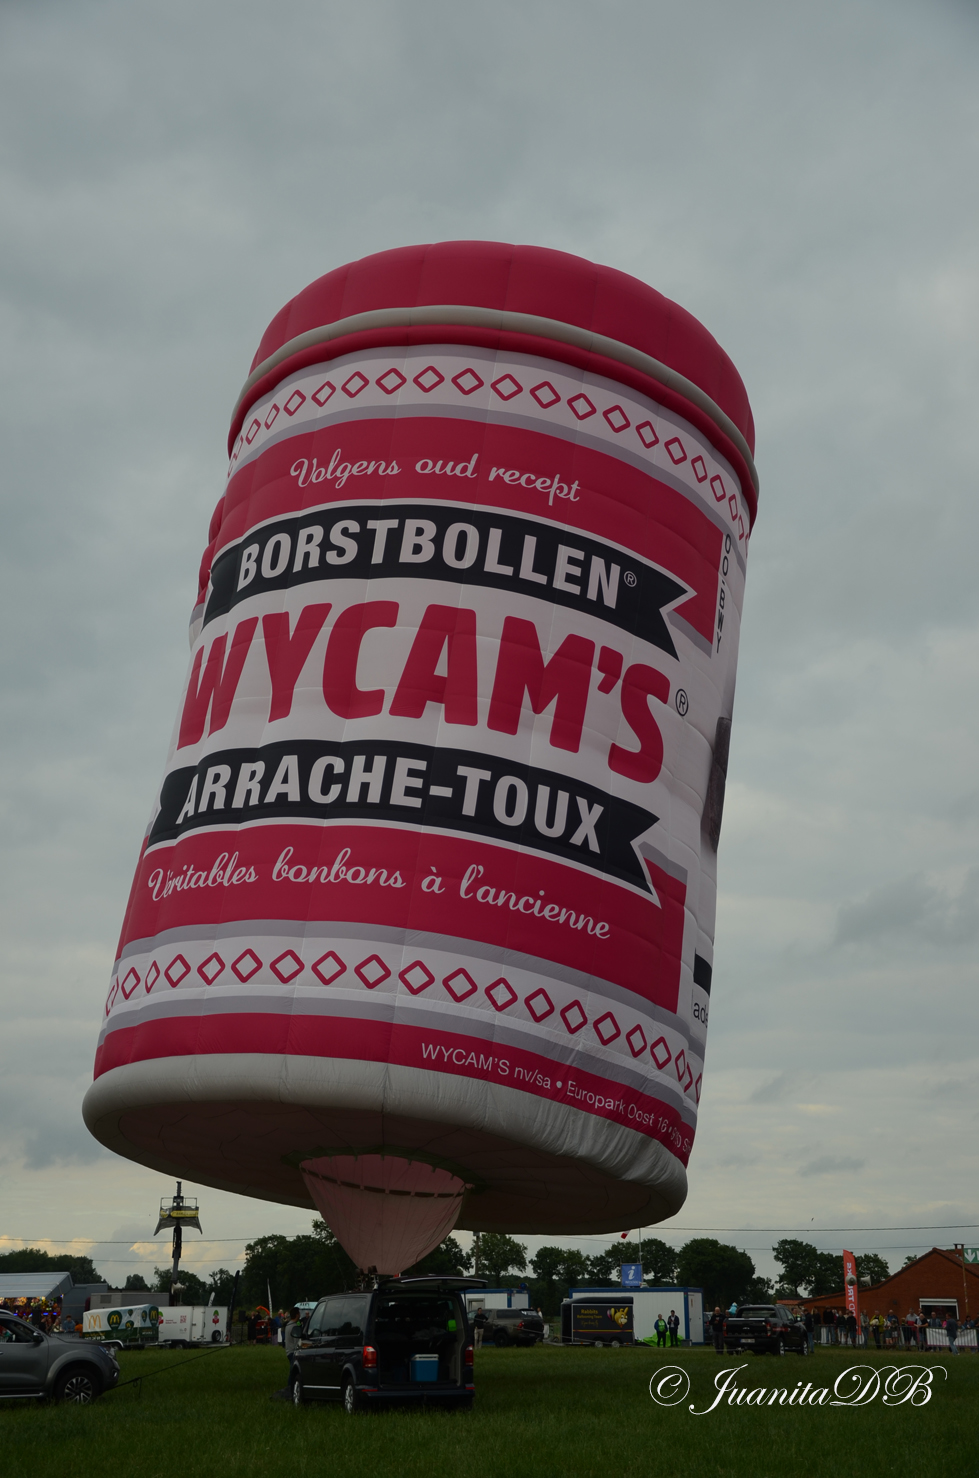 Volgens oud recept
BORSTBOLLEN®
WYCAM'S®
ARRACHE-TOUX
Véritables bonbons à l'ancienne
WYCAM'S nv/sa • Europark Oost 16 •
© JuanitaDB